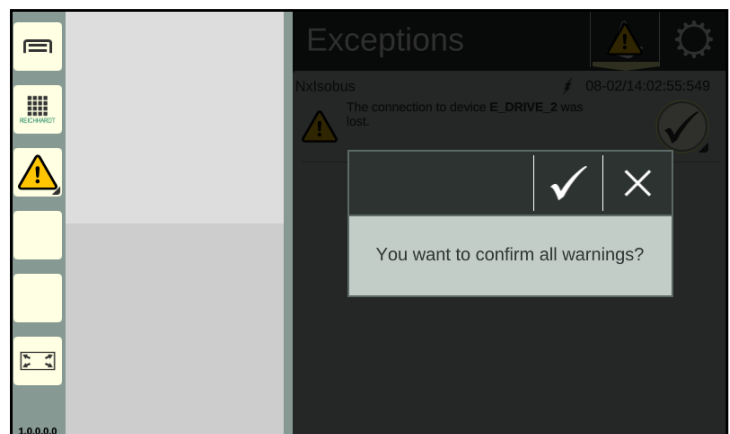 Exceptions
REICHHARDT
NxIsobus
08-02/14:02:55:549
The connection to device E_DRIVE_2 was
lost.
You want to confirm all warnings?
1.0.0.0.0